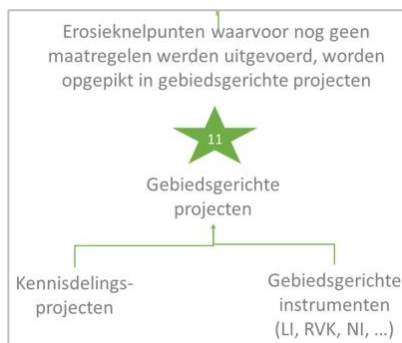 Erosieknelpunten waarvoor nog geen
maatregelen werden uitgevoerd, worden
opgepikt in gebiedsgerichte projecten
11
Gebiedsgerichte
projecten
Kennisdelings-
projecten
Gebiedsgerichte
instrumenten
(LI, RVK, NI, ...)